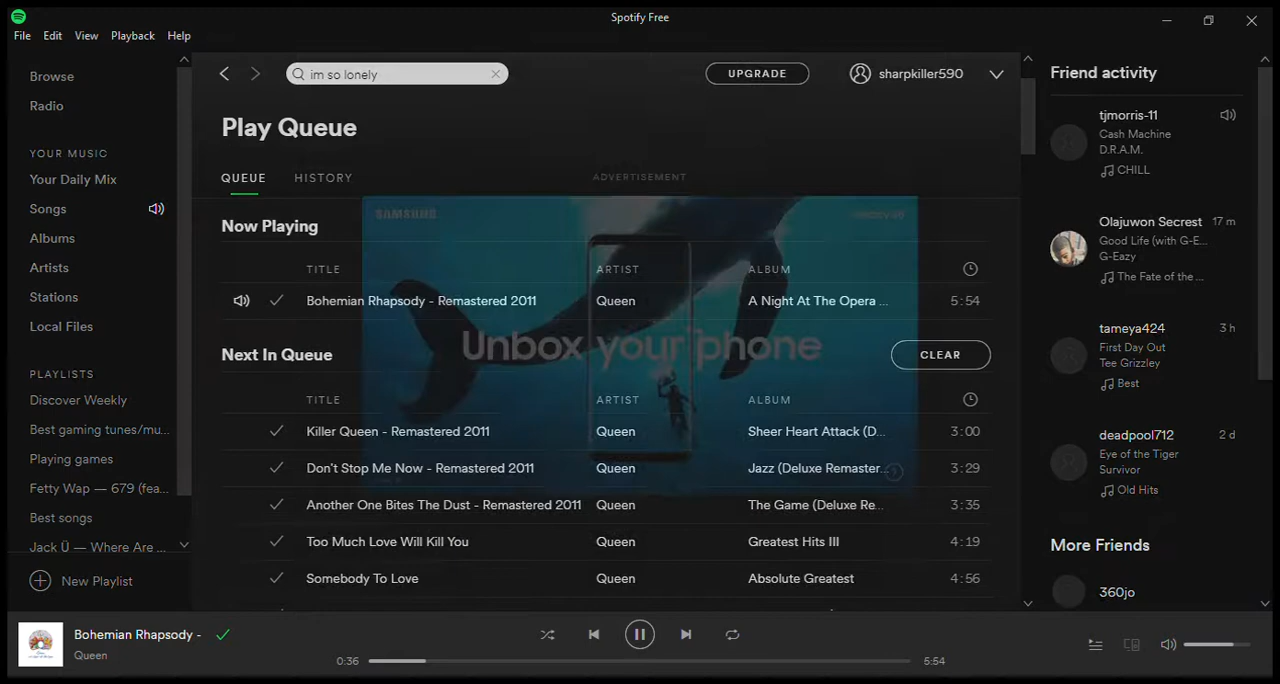 Spotify Free
File Edit View Playback Help
Browse
Radio
YOUR MUSIC
Your Daily Mix
Songs
Albums
Artists
Stations
Local Files
PLAYLISTS
Discover Weekly
Best gaming tunes/mu...
Playing games
Fetty Wap — 679 (fea...
Best songs
Jack Ü — Where Are ...
New Playlist
im so lonely
UPGRADE
sharpkiller590
Play Queue
QUEUE HISTORY
ADVERTISEMENT
SAMSUNG
Unbox your phone
Now Playing
TITLE ARTIST ALBUM
Bohemian Rhapsody - Remastered 2011 Queen A Night At The Opera ... 5:54
Next In Queue
CLEAR
TITLE ARTIST ALBUM
Killer Queen - Remastered 2011 Queen Sheer Heart Attack (D... 3:00
Don't Stop Me Now - Remastered 2011 Queen Jazz (Deluxe Remaster... 3:29
Another One Bites The Dust - Remastered 2011 Queen The Game (Deluxe Re... 3:35
Too Much Love Will Kill You Queen Greatest Hits III 4:19
Somebody To Love Queen Absolute Greatest 4:56
Friend activity
tjmorris-11
Cash Machine
D.R.A.M.
CHILL
Olajuwon Secrest 17 m
Good Life (with G-E...
G-Eazy
The Fate of the ...
tameya424 3 h
First Day Out
Tee Grizzley
Best
deadpool712 2 d
Eye of the Tiger
Survivor
Old Hits
More Friends
360jo
Bohemian Rhapsody -
Queen
0:36 5:54